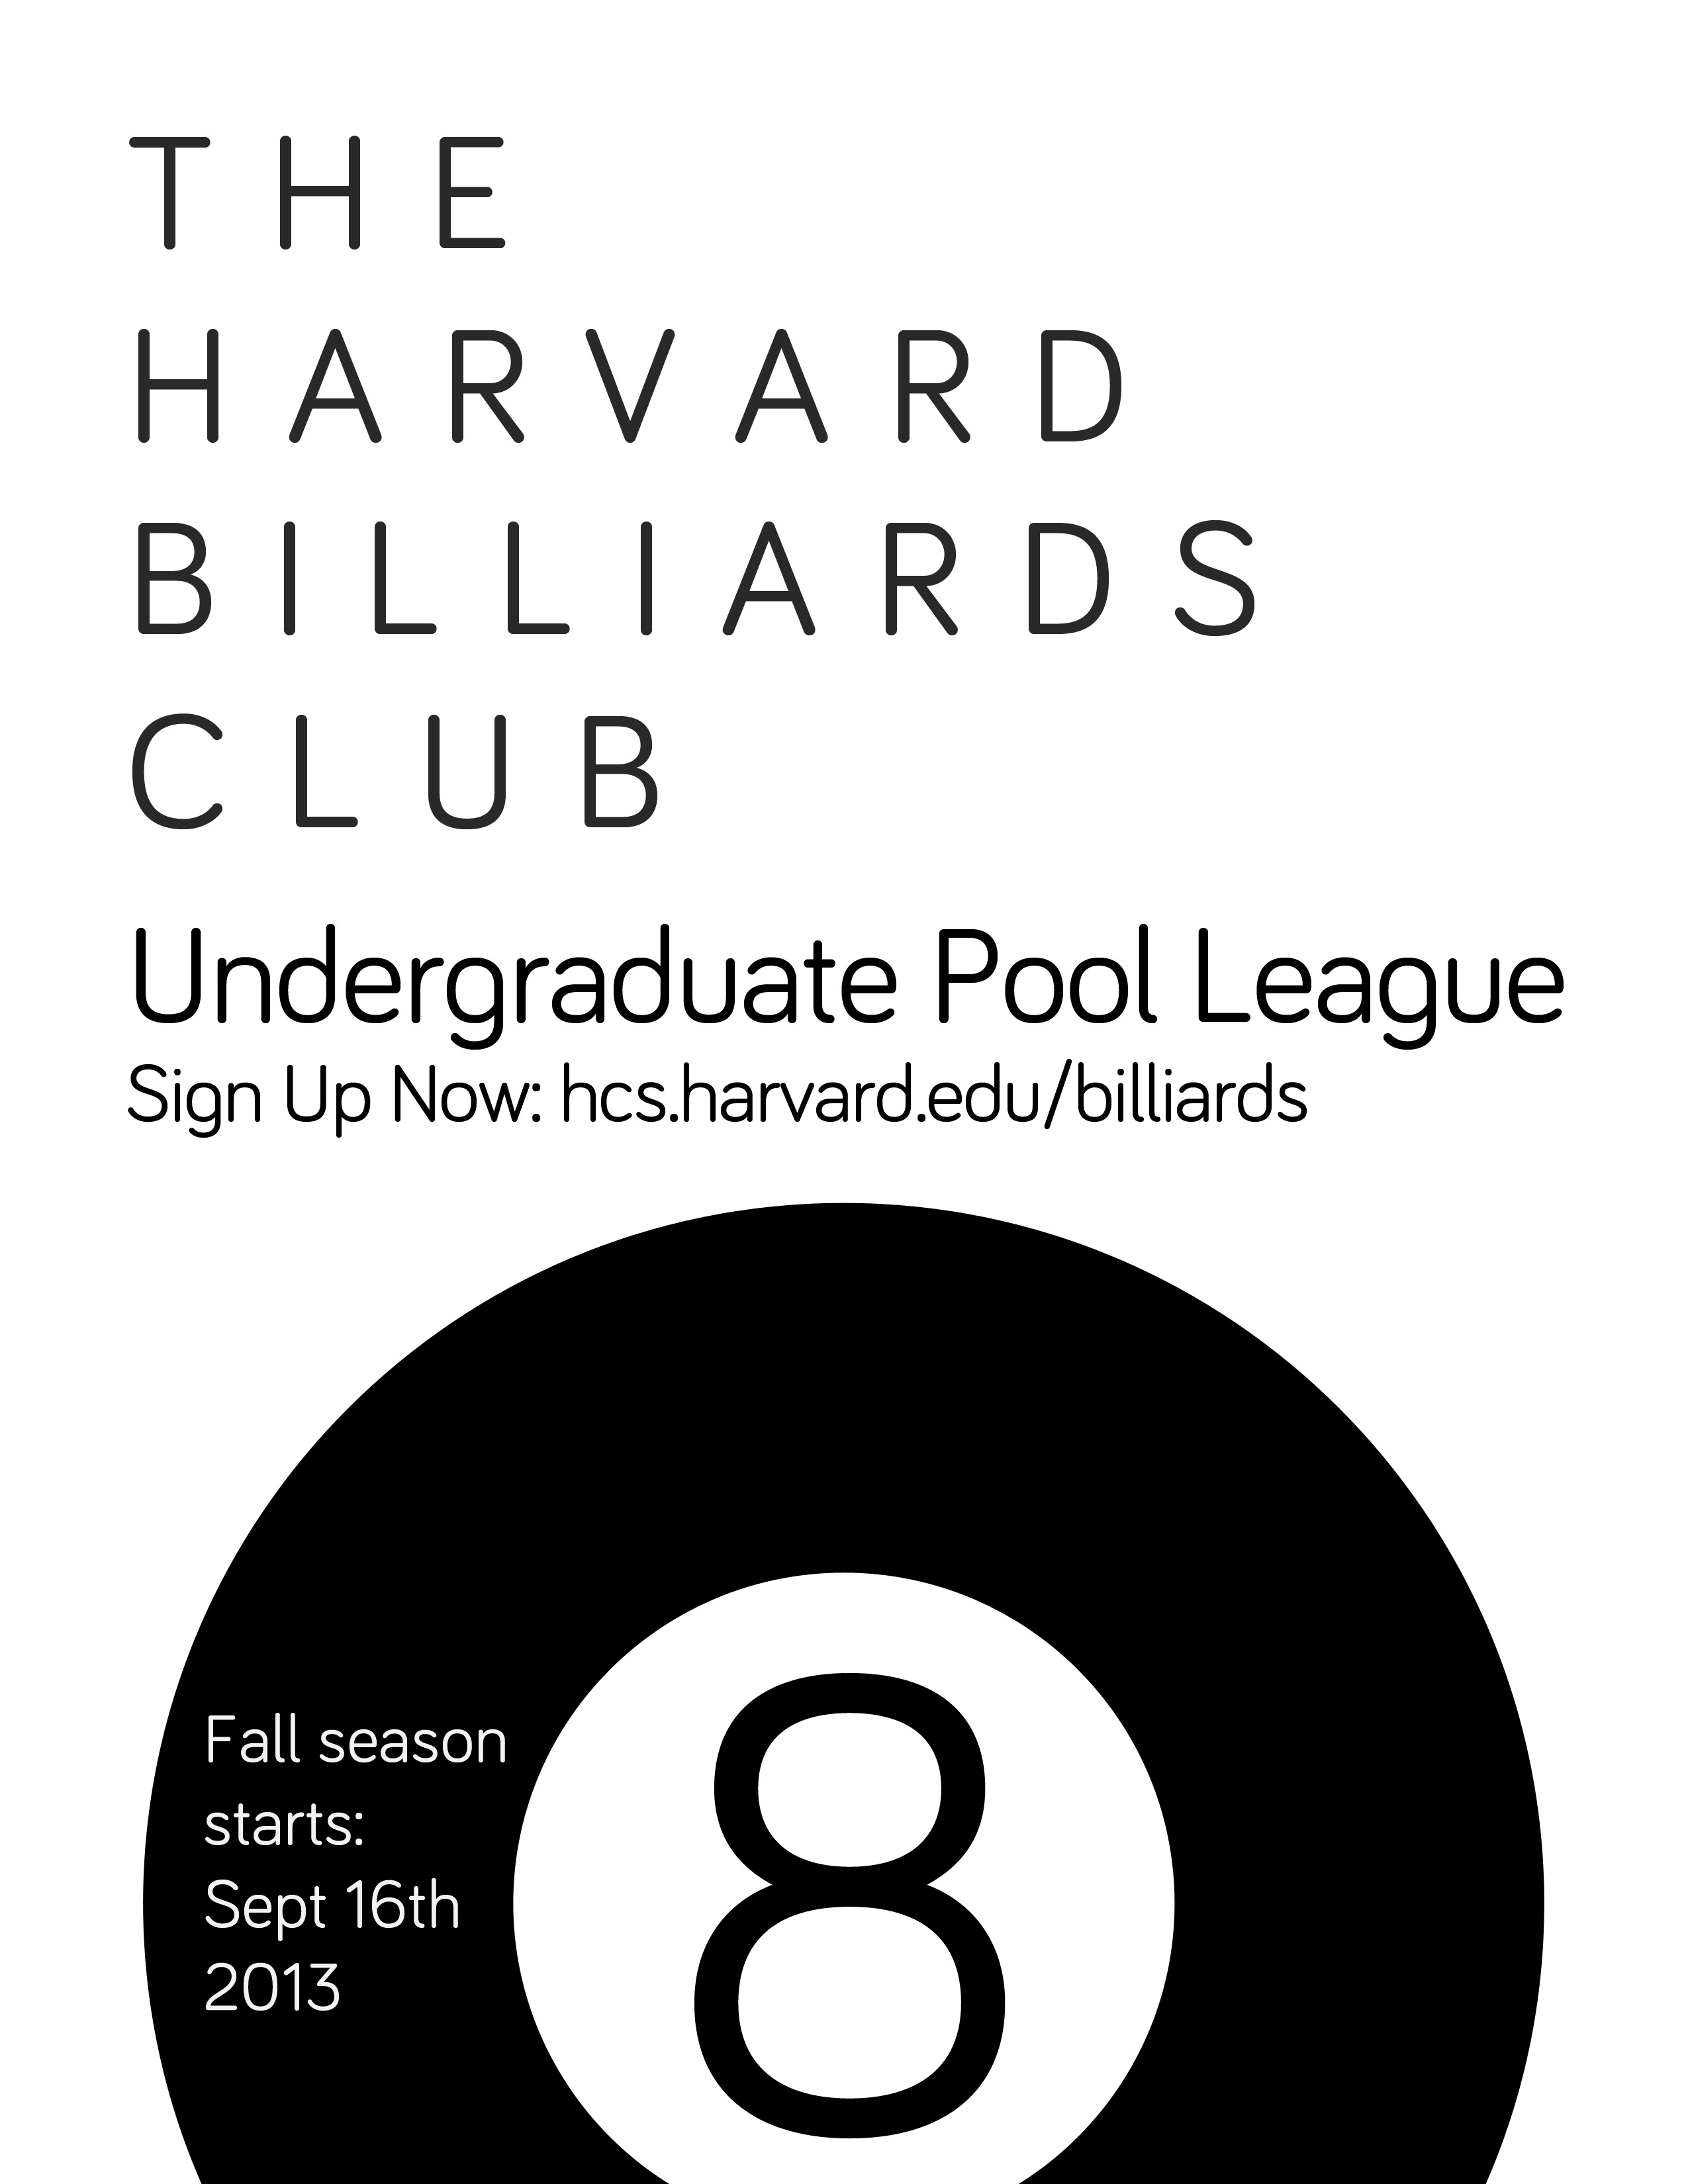 THE
HARVARD
BILLIARDS
CLUB
Undergraduate Pool League
Sign Up Now: hcs.harvard.edu/billiards
Fall season
starts:
Sept 16th
2013
8